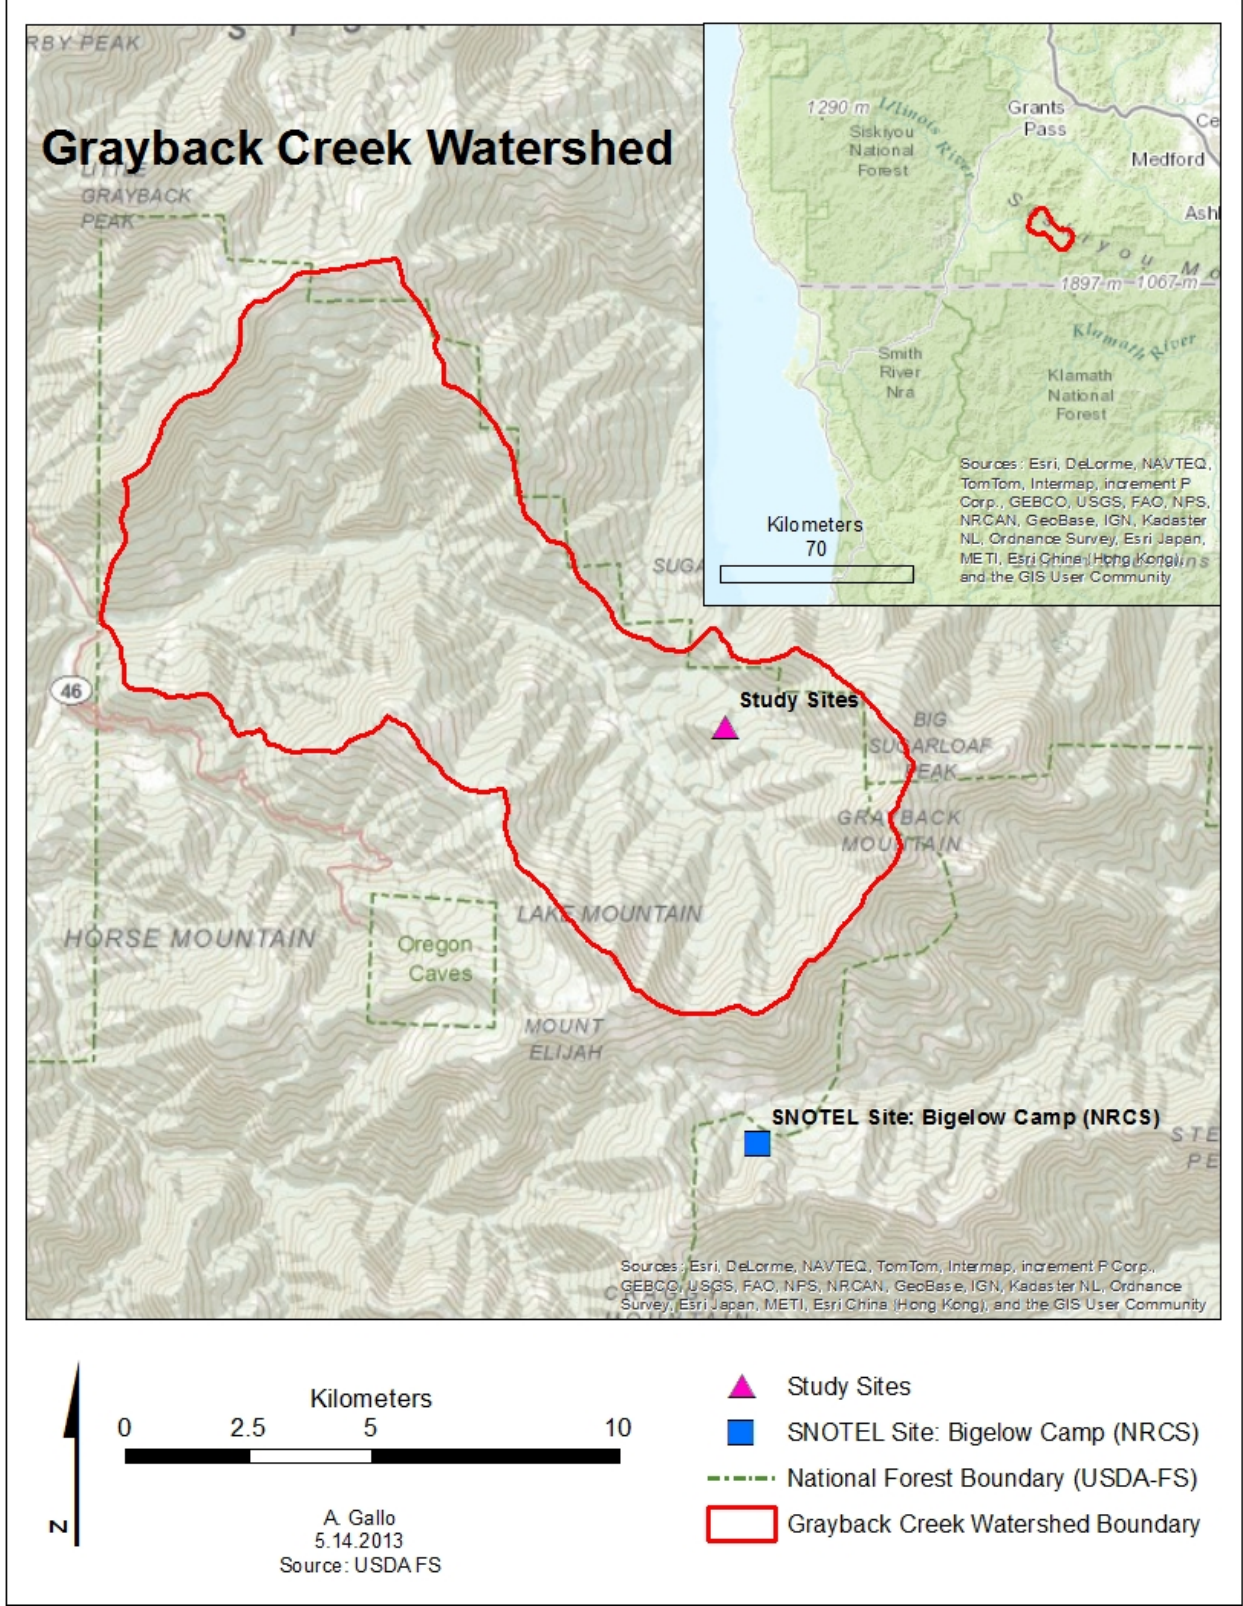 RBY PEAK
S I S K
Grayback Creek Watershed
LITTLE
GRAYBACK
PEAK
1290 m
Illinois River
Grants
Pass
Ce
Siskiyou
National
Forest
Medford
Ashl
Siskiyou Mo
1897 m
1067 m
Klamath River
Smith
River
Nra
Klamath
National
Forest
Sources: Esri, DeLorme, NAVTEQ,
TomTom, Intermap, increment P
Corp., GEBCO, USGS, FAO, NPS,
NRCAN, GeoBase, IGN, Kadaster
NL, Ordnance Survey, Esri Japan,
METI, Esri China (Hong Kong),
and the GIS User Community
Kilometers
70
SUGA
46
Study Sites
BIG
SUGARLOAF
PEAK
GRAYBACK
MOUNTAIN
LAKE MOUNTAIN
HORSE MOUNTAIN
Oregon
Caves
MOUNT
ELIJAH
SNOTEL Site: Bigelow Camp (NRCS)
STE
PE
Sources: Esri, DeLorme, NAVTEQ, TomTom, Intermap, increment P Corp.,
GEBCO, USGS, FAO, NPS, NRCAN, GeoBase, IGN, Kadaster NL, Ordnance
Survey, Esri Japan, METI, Esri China (Hong Kong), and the GIS User Community
MOUNTAIN
Kilometers
0 2.5 5 10
A. Gallo
5.14.2013
Source: USDA FS
N
Study Sites
SNOTEL Site: Bigelow Camp (NRCS)
National Forest Boundary (USDA-FS)
Grayback Creek Watershed Boundary